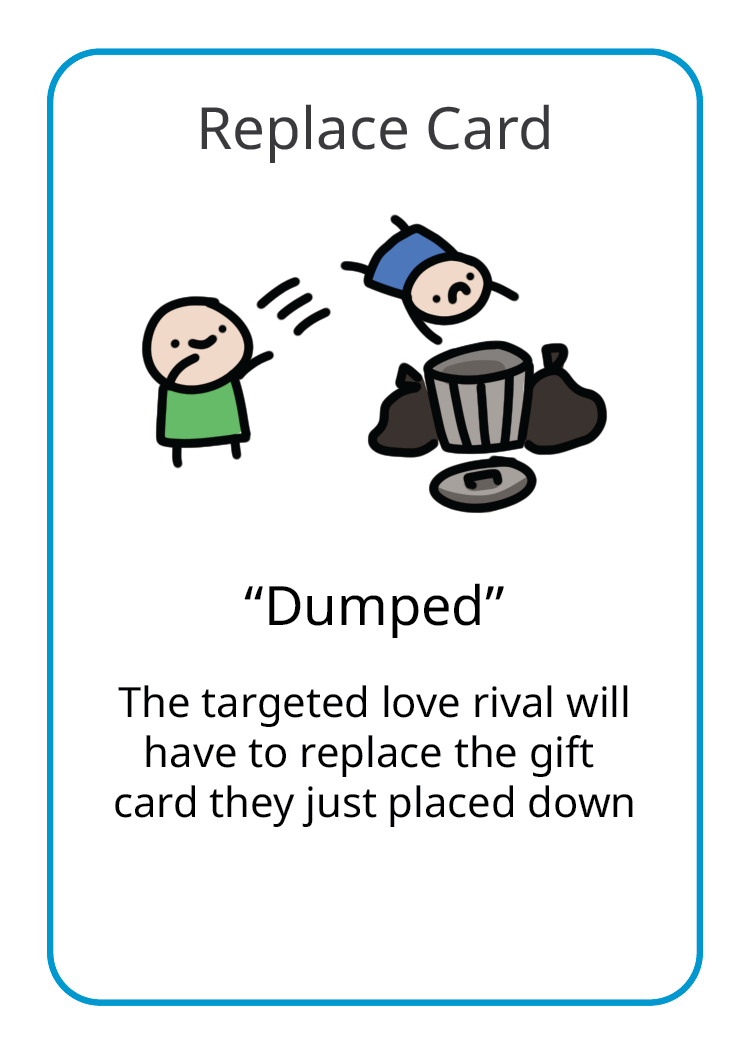 Replace Card
“Dumped”
The targeted love rival will
have to replace the gift
card they just placed down